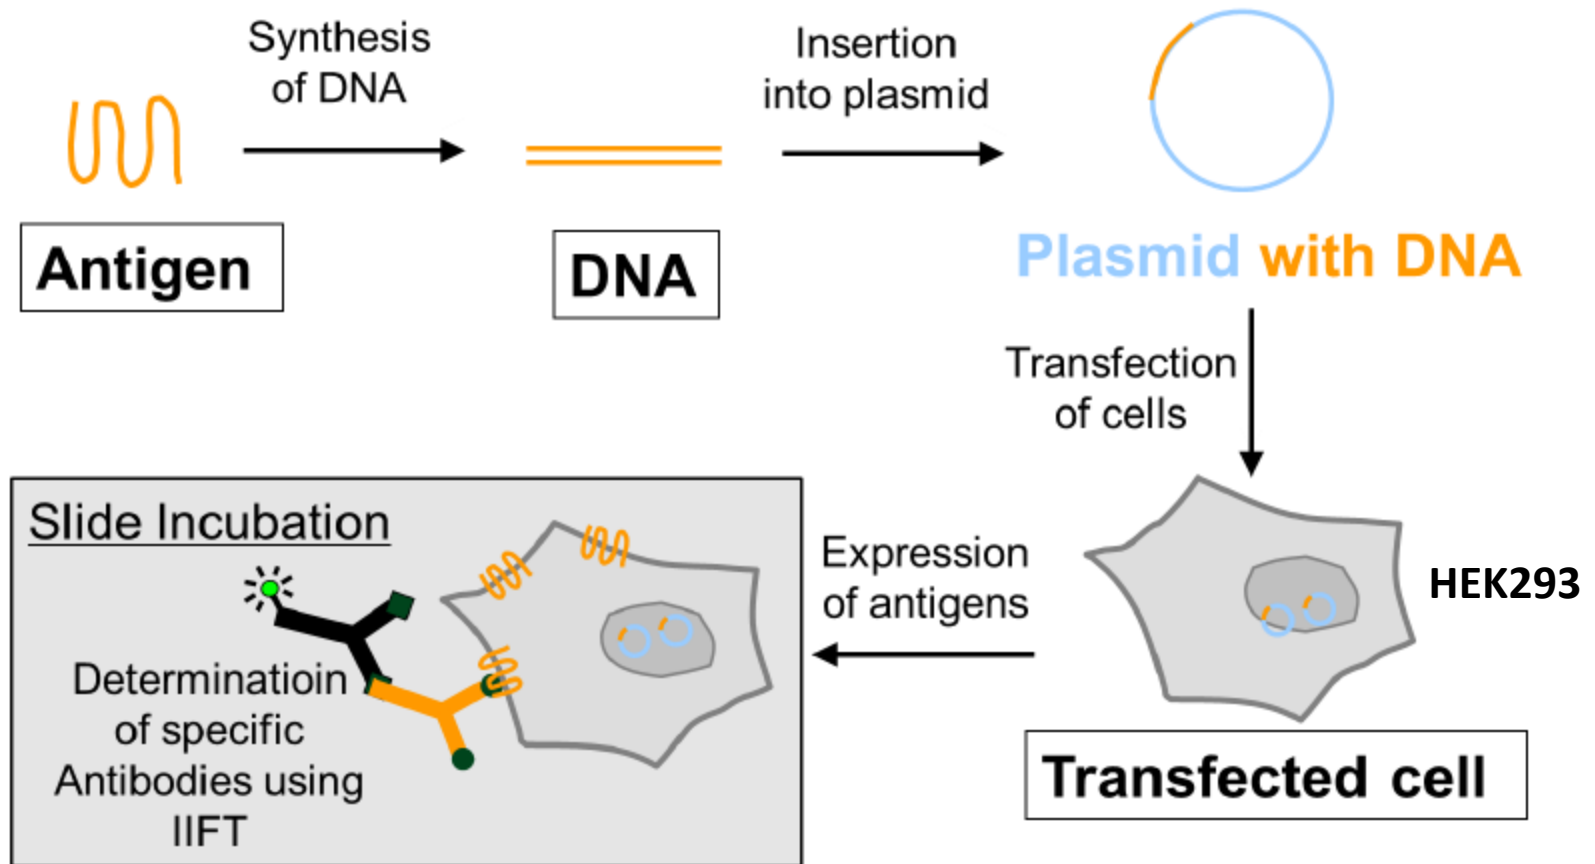 Synthesis
of DNA
Insertion
into plasmid
Antigen
DNA
Plasmid with DNA
Transfection
of cells
Slide Incubation
Expression
of antigens
HEK293
Determinatioin
of specific
Antibodies using
IIFT
Transfected cell